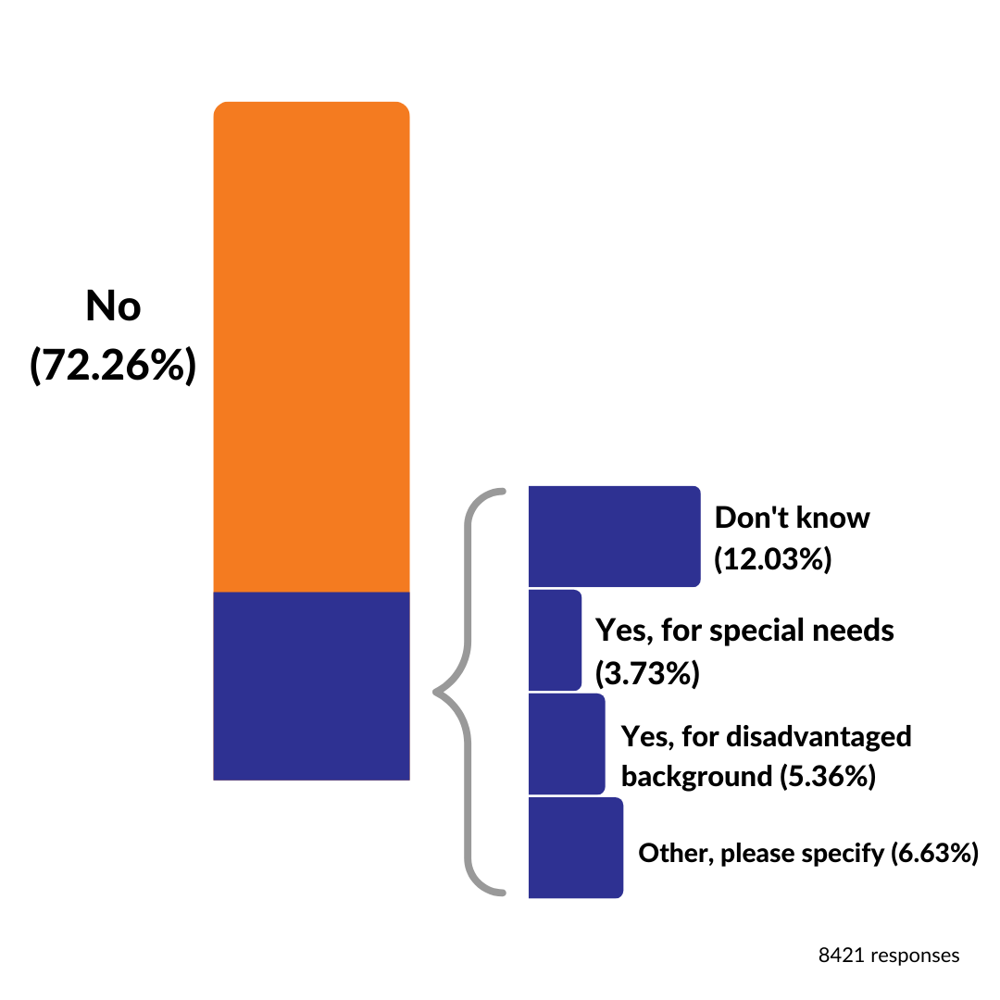 No
(72.26%)
Don't know
(12.03%)
Yes, for special needs
(3.73%)
Yes, for disadvantaged
background (5.36%)
Other, please specify (6.63%)
8421 responses